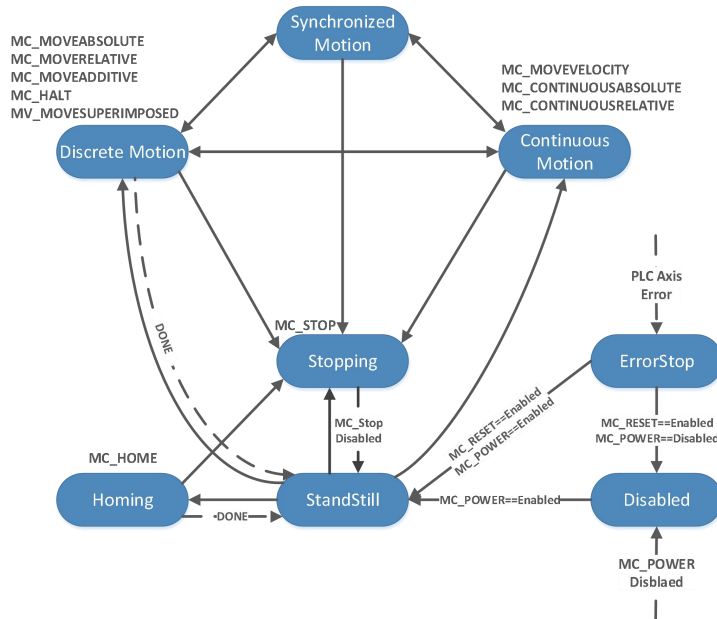 Synchronized
Motion
MC_MOVEABSOLUTE
MC_MOVERELATIVE
MC_MOVEADDITIVE
MC_HALT
MV_MOVESUPERIMPOSED
MC_MOVEVELOCITY
MC_CONTINUOUSABSOLUTE
MC_CONTINUOUSRELATIVE
Discrete Motion
Continuous
Motion
PLC Axis
Error
DONE
MC_STOP
Stopping
ErrorStop
MC_Stop
Disabled
MC_RESET==Enabled
MC_POWER==Enabled
MC_RESET==Enabled
MC_POWER==Disabled
MC_HOME
Homing
StandStill
MC_POWER==Enabled
Disabled
DONE
MC_POWER
Disblaed